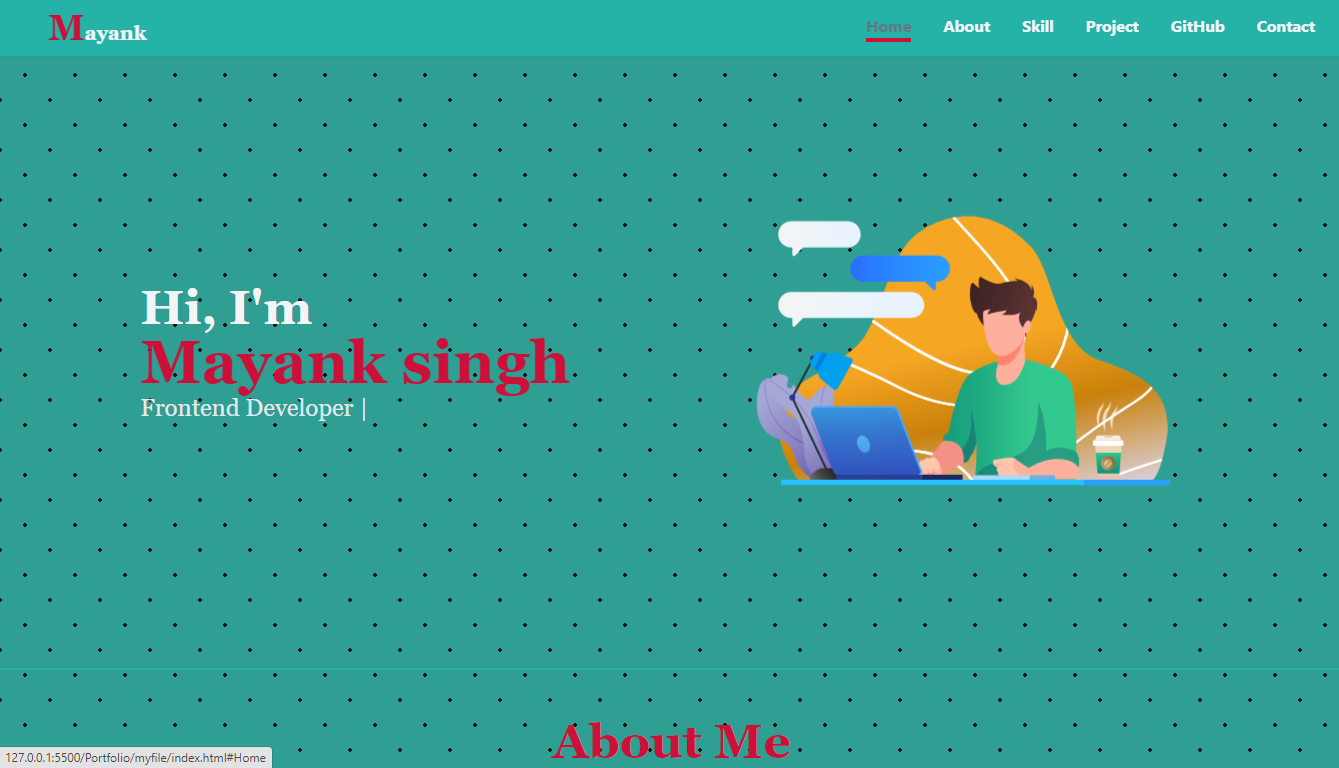 Mayank
Home About Skill Project GitHub Contact
Hi, I'm
Mayank singh
Frontend Developer |
About Me
127.0.0.1:5500/Portfolio/myfile/index.html#Home